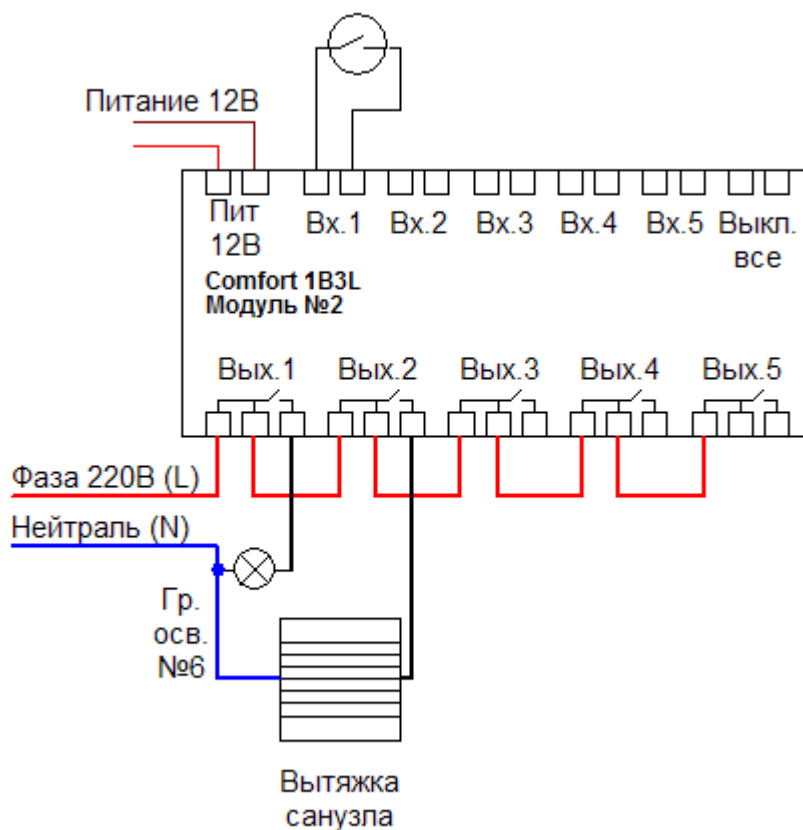 Питание 12В
Пит
12В
Вх.1 Вх.2 Вх.3 Вх.4 Вх.5 Выкл.
все
Comfort 1B3L
Модуль №2
Вых.1 Вых.2 Вых.3 Вых.4 Вых.5
Фаза 220В (L)
Нейтраль (N)
Гр.
осв.
№6
Вытяжка
санузла